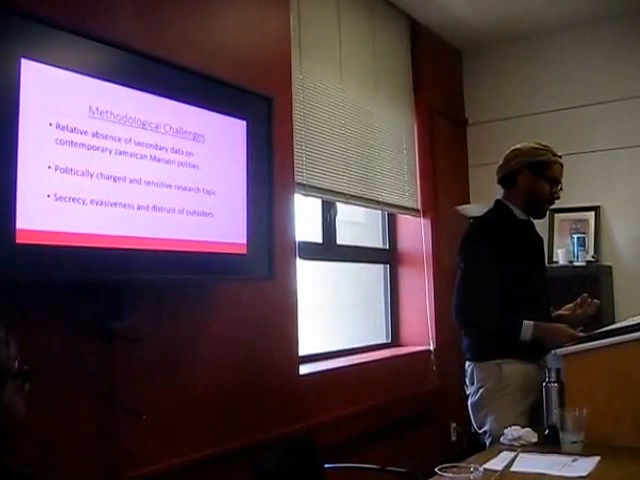 Methodological Challenges
• Relative absence of secondary data on
contemporary Jamaican Maroon polities.
• Politically charged and sensitive research topic
• Secrecy, evasiveness and distrust of outsiders